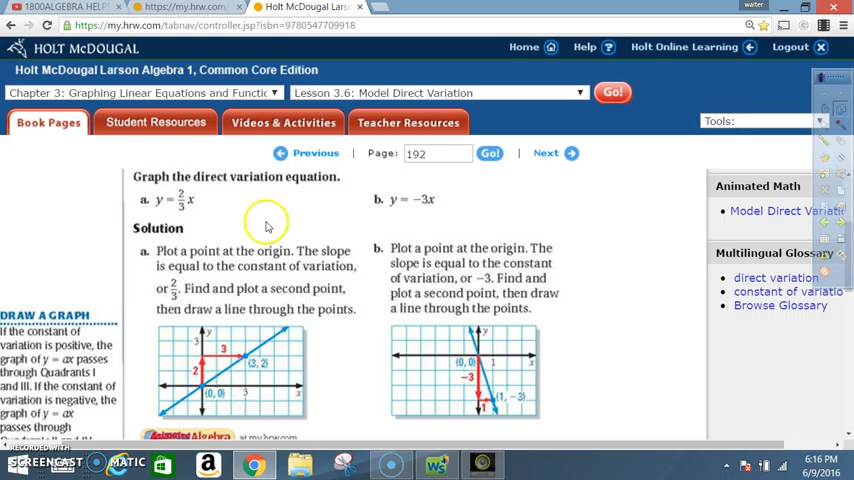 1800ALGEBRA HELP
https://my.hrw.com/tabnav/
Holt McDougal Lars
walter
https://my.hrw.com/tabnav/controller.jsp?isbn=9780547709918
HOLT MCDOUGAL
Home
Help
Holt Online Learning
Logout
Holt McDougal Larson Algebra 1, Common Core Edition
Chapter 3: Graphing Linear Equations and Functic
Lesson 3.6: Model Direct Variation
Go!
Book Pages
Student Resources
Videos & Activities
Teacher Resources
Tools:
Previous | Page: 192 Go! | Next
Graph the direct variation equation.
a. y = 2/3 x
b. y = −3x
Solution
a. Plot a point at the origin. The slope
is equal to the constant of variation,
or 2/3. Find and plot a second point,
then draw a line through the points.
b. Plot a point at the origin. The
slope is equal to the constant
of variation, or −3. Find and
plot a second point, then draw
a line through the points.
3
y
3
2
(3, 2)
(0, 0)
3
x
y
(0, 0)
1
x
−3
(1, −3)
1
DRAW A GRAPH
If the constant of
variation is positive, the
graph of y = ax passes
through Quadrants I
and III. If the constant of
variation is negative, the
graph of y = ax
passes through
Animated Algebra at my.hrw.com
Animated Math
Model Direct Variati
Multilingual Glossary
direct variation
constant of variatio
Browse Glossary
RECORDED WITH
SCREENCAST MATIC
6:16 PM
6/9/2016